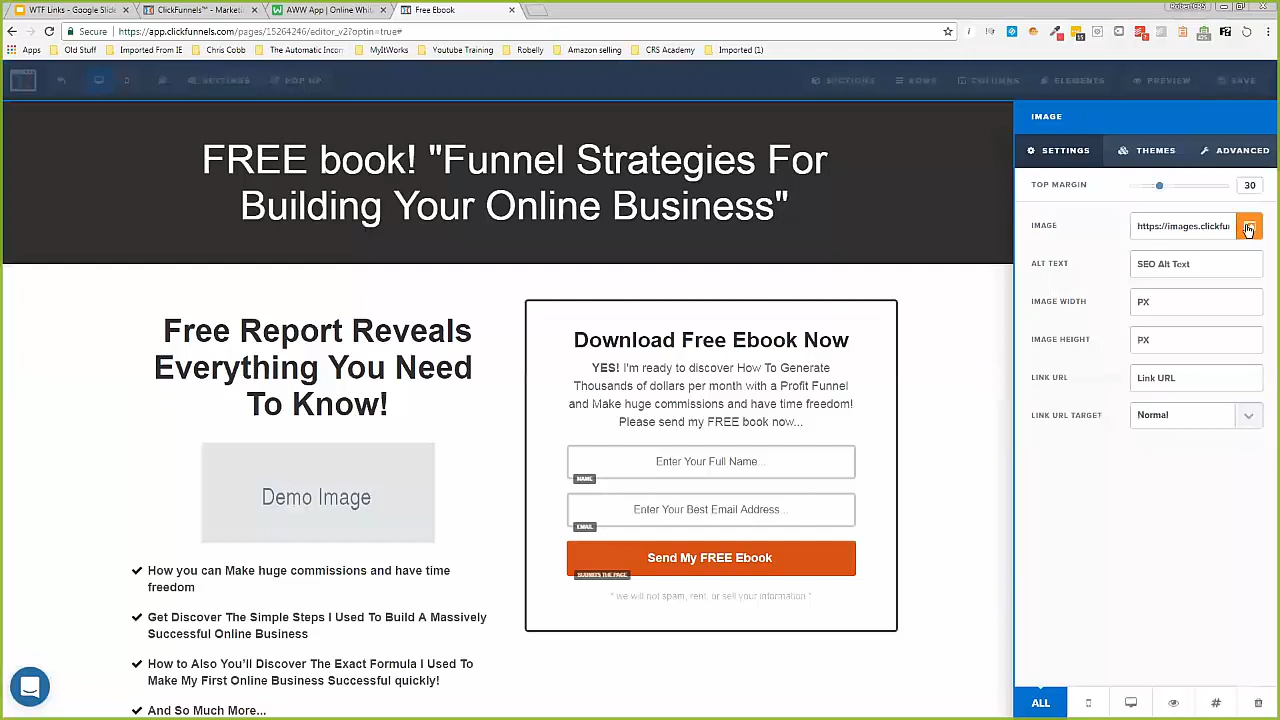 WTF Links - Google Slide
ClickFunnels™ - Market
AWW App | Online Whit
Free Ebook
RobertCRS
Secure
https://app.clickfunnels.com/pages/15264246/editor_v2?optin=true#
Apps
Old Stuff
Imported From IE
Chris Cobb
The Automatic Incom
MyItWorks
Youtube Training
Robelly
Amazon selling
CRS Academy
Imported (1)
SETTINGS
POP UP
SECTIONS
ROWS
COLUMNS
ELEMENTS
PREVIEW
SAVE
FREE book! "Funnel Strategies For
Building Your Online Business"
Free Report Reveals
Everything You Need
To Know!
Demo Image
How you can Make huge commissions and have time
freedom
Get Discover The Simple Steps I Used To Build A Massively
Successful Online Business
How to Also You'll Discover The Exact Formula I Used To
Make My First Online Business Successful quickly!
And So Much More...
Download Free Ebook Now
YES! I'm ready to discover How To Generate
Thousands of dollars per month with a Profit Funnel
and Make huge commissions and have time freedom!
Please send my FREE book now...
Enter Your Full Name...
NAME
Enter Your Best Email Address...
EMAIL
Send My FREE Ebook
SUBMITS THE PAGE
* we will not spam, rent, or sell your information *
IMAGE
SETTINGS
THEMES
ADVANCED
TOP MARGIN
30
IMAGE
https://images.clickfu
ALT TEXT
SEO Alt Text
IMAGE WIDTH
PX
IMAGE HEIGHT
PX
LINK URL
Link URL
LINK URL TARGET
Normal
ALL
#